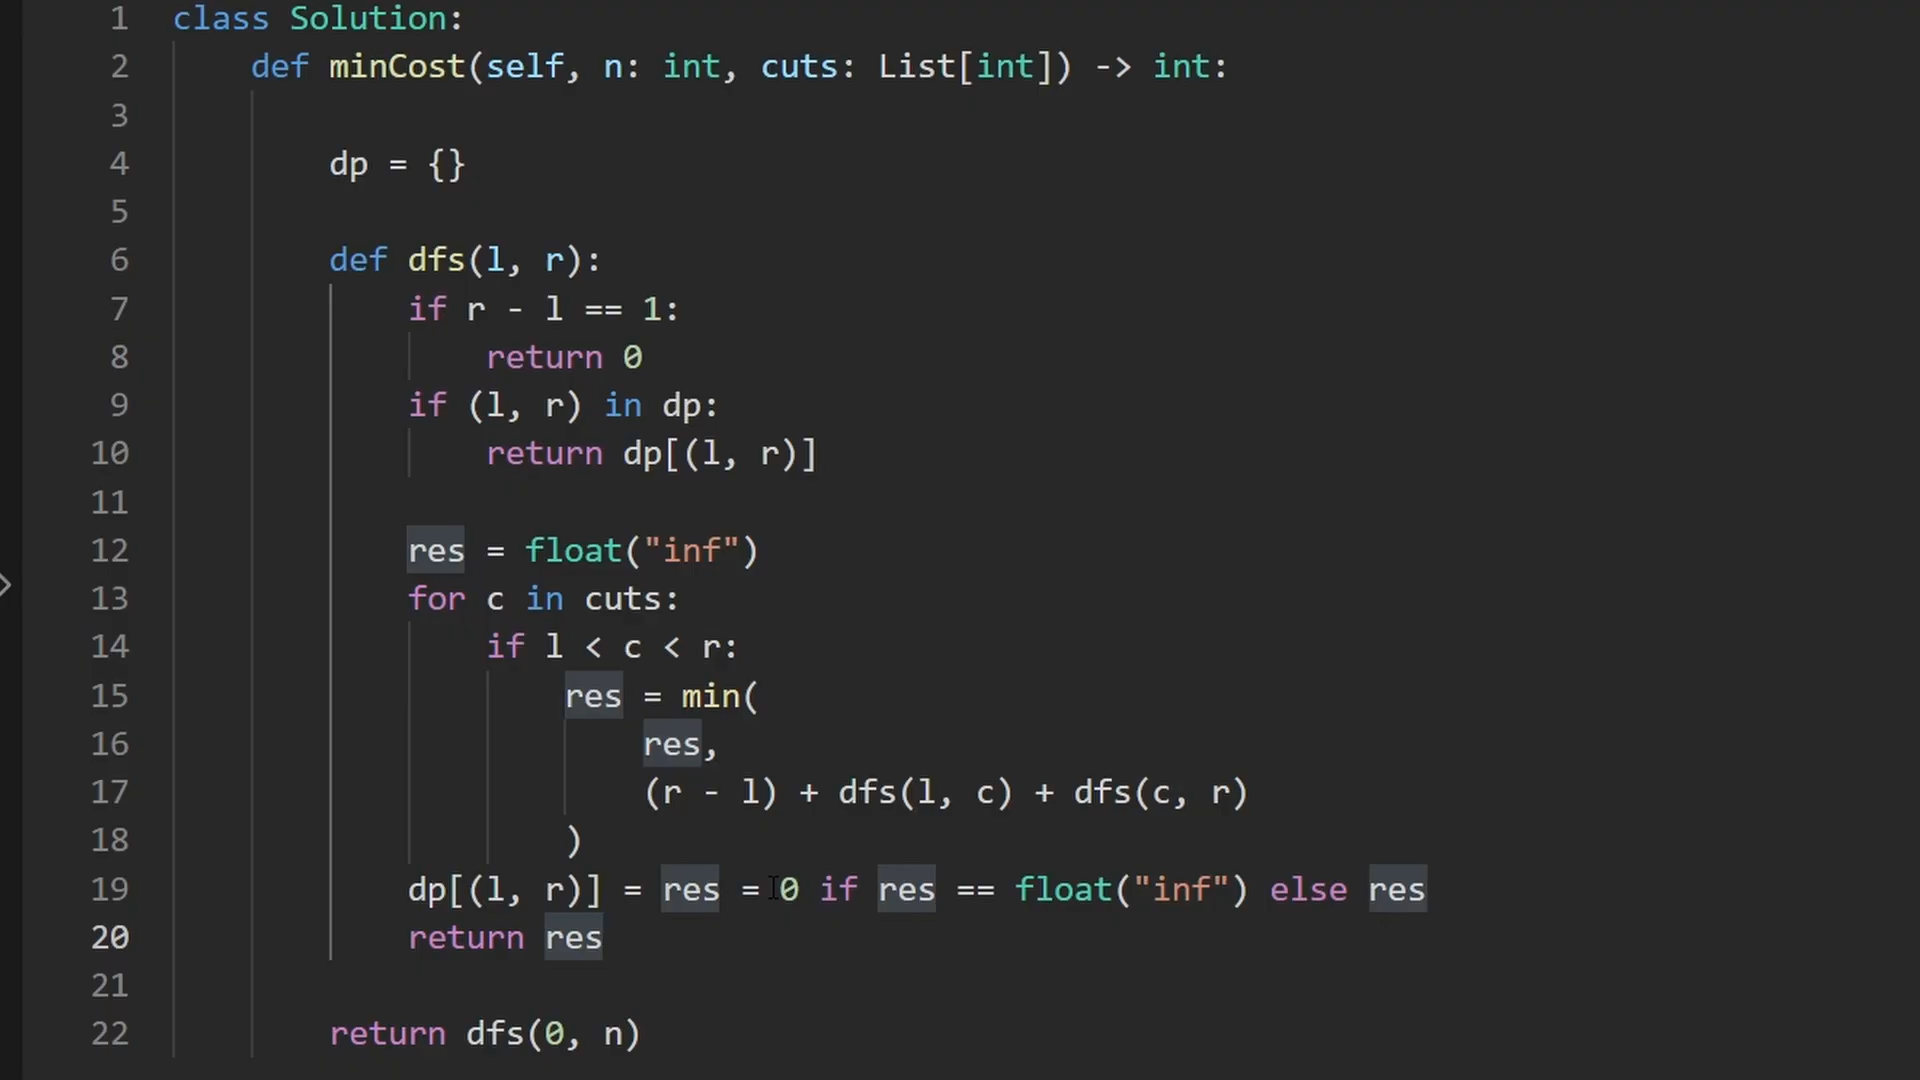 1 class Solution:
2 def minCost(self, n: int, cuts: List[int]) -> int:
3
4 dp = {}
5
6 def dfs(l, r):
7 if r - l == 1:
8 return 0
9 if (l, r) in dp:
10 return dp[(l, r)]
11
12 res = float("inf")
13 for c in cuts:
14 if l < c < r:
15 res = min(
16 res,
17 (r - l) + dfs(l, c) + dfs(c, r)
18 )
19 dp[(l, r)] = res = 0 if res == float("inf") else res
20 return res
21
22 return dfs(0, n)